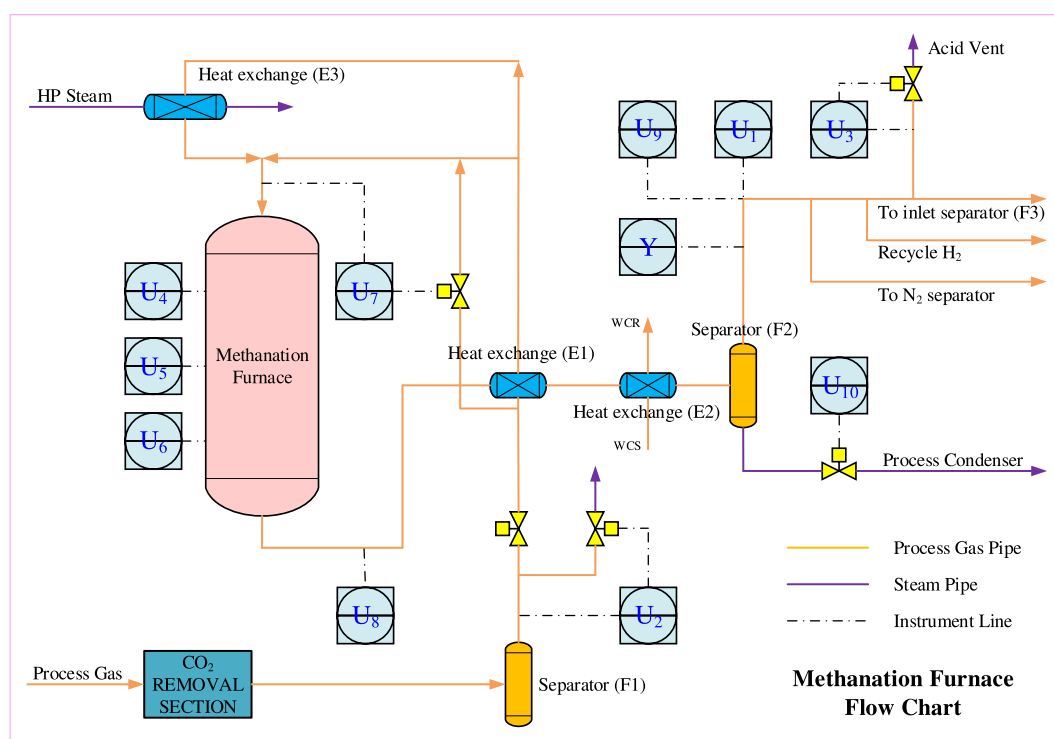 Acid Vent
Heat exchange (E3)
HP Steam
U9
U1
U3
To inlet separator (F3)
Y
Recycle H2
U4
U7
To N2 separator
WCR
Separator (F2)
Methanation
Furnace
Heat exchange (E1)
U5
U10
Heat exchange (E2)
U6
WCS
Process Condenser
Process Gas Pipe
Steam Pipe
U8
U2
Instrument Line
CO2
REMOVAL
SECTION
Process Gas
Separator (F1)
Methanation Furnace
Flow Chart